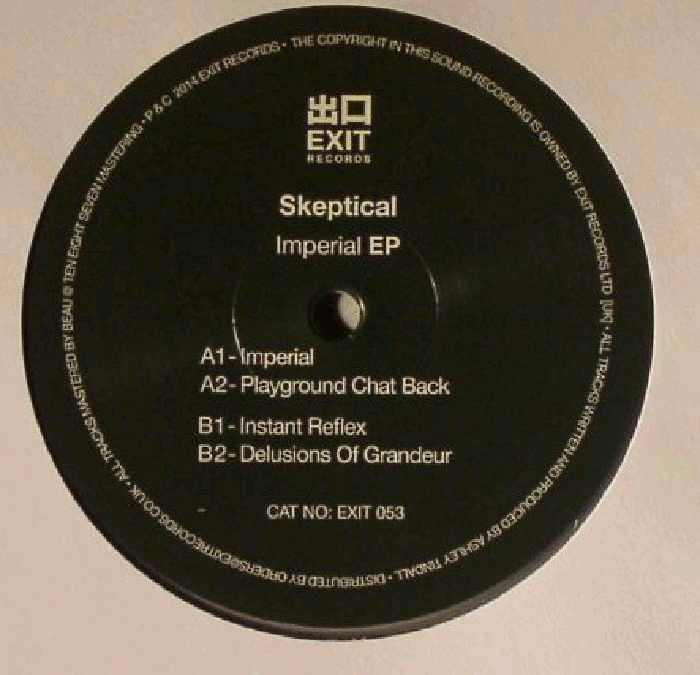 出口
EXIT
RECORDS
Skeptical
Imperial EP
A1-Imperial
A2-Playground Chat Back
B1-Instant Reflex
B2-Delusions Of Grandeur
CAT NO: EXIT 053
P & C 2014 EXIT RECORDS • THE COPYRIGHT IN THIS SOUND RECORDING IS OWNED BY EXIT RECORDS LTD [UK] • ALL TRACKS WRITTEN AND PRODUCED BY ASHLEY TINDALL • DISTRIBUTED BY ORDERS@EXITRECORDS.CO.UK • ALL TRACKS MASTERED BY BEAU @ TEN EIGHT SEVEN MASTERING •